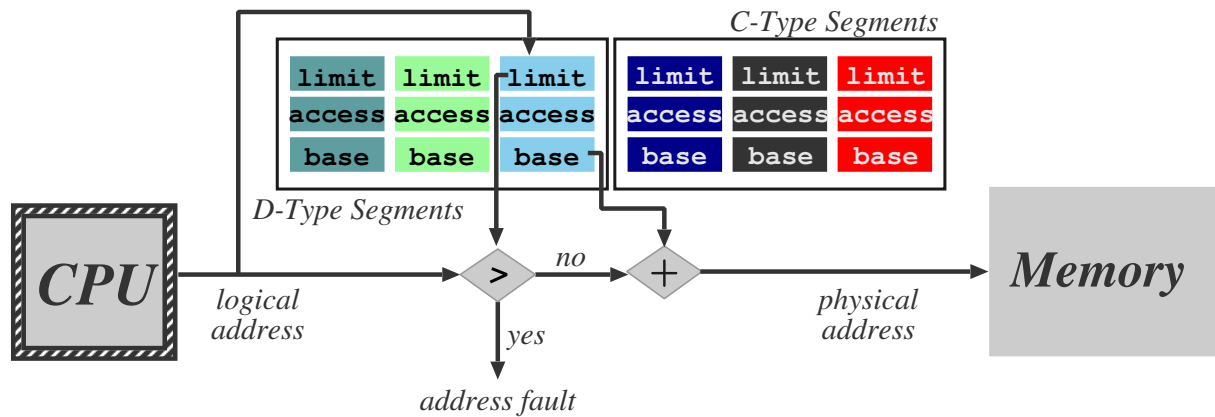 C-Type Segments
limit limit limit limit limit limit
access access access access access access
base base base base base base
D-Type Segments
CPU
>
no
+
Memory
logical
address
physical
address
yes
address fault